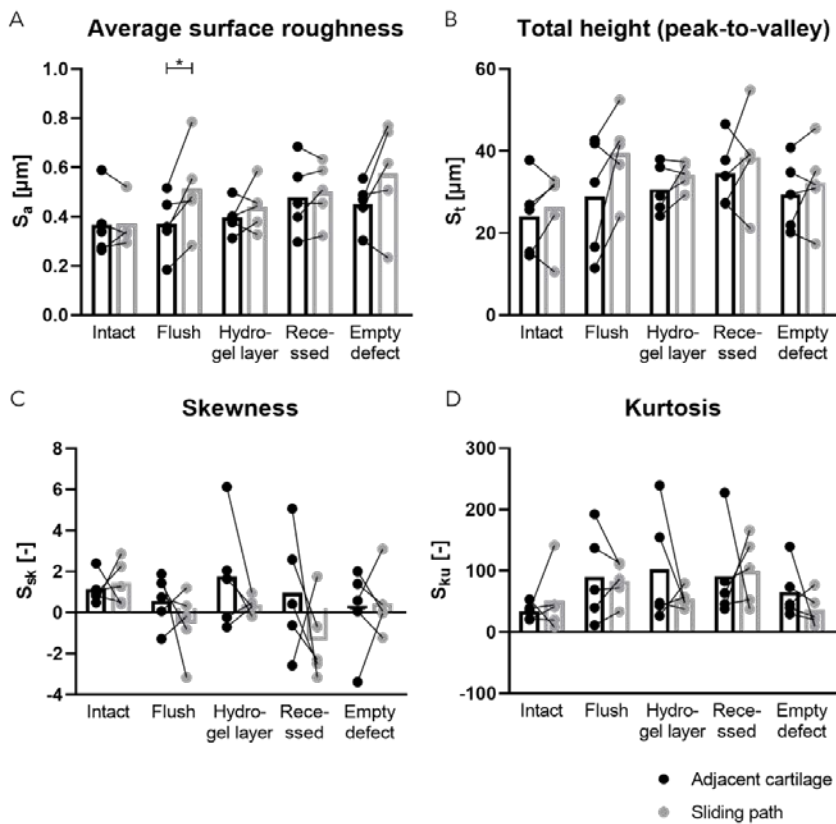 A
Average surface roughness
1.0
0.8
0.6
0.4
0.2
0.0
Sa [µm]
*
Intact
Flush
Hydro-
gel layer
Rece-
ssed
Empty
defect
B
Total height (peak-to-valley)
60
40
20
0
St [µm]
Intact
Flush
Hydro-
gel layer
Rece-
ssed
Empty
defect
C
Skewness
8
6
4
2
0
-2
-4
Ssk [-]
Intact
Flush
Hydro-
gel layer
Rece-
ssed
Empty
defect
D
Kurtosis
300
200
100
0
-100
Sku [-]
Intact
Flush
Hydro-
gel layer
Rece-
ssed
Empty
defect
Adjacent cartilage
Sliding path